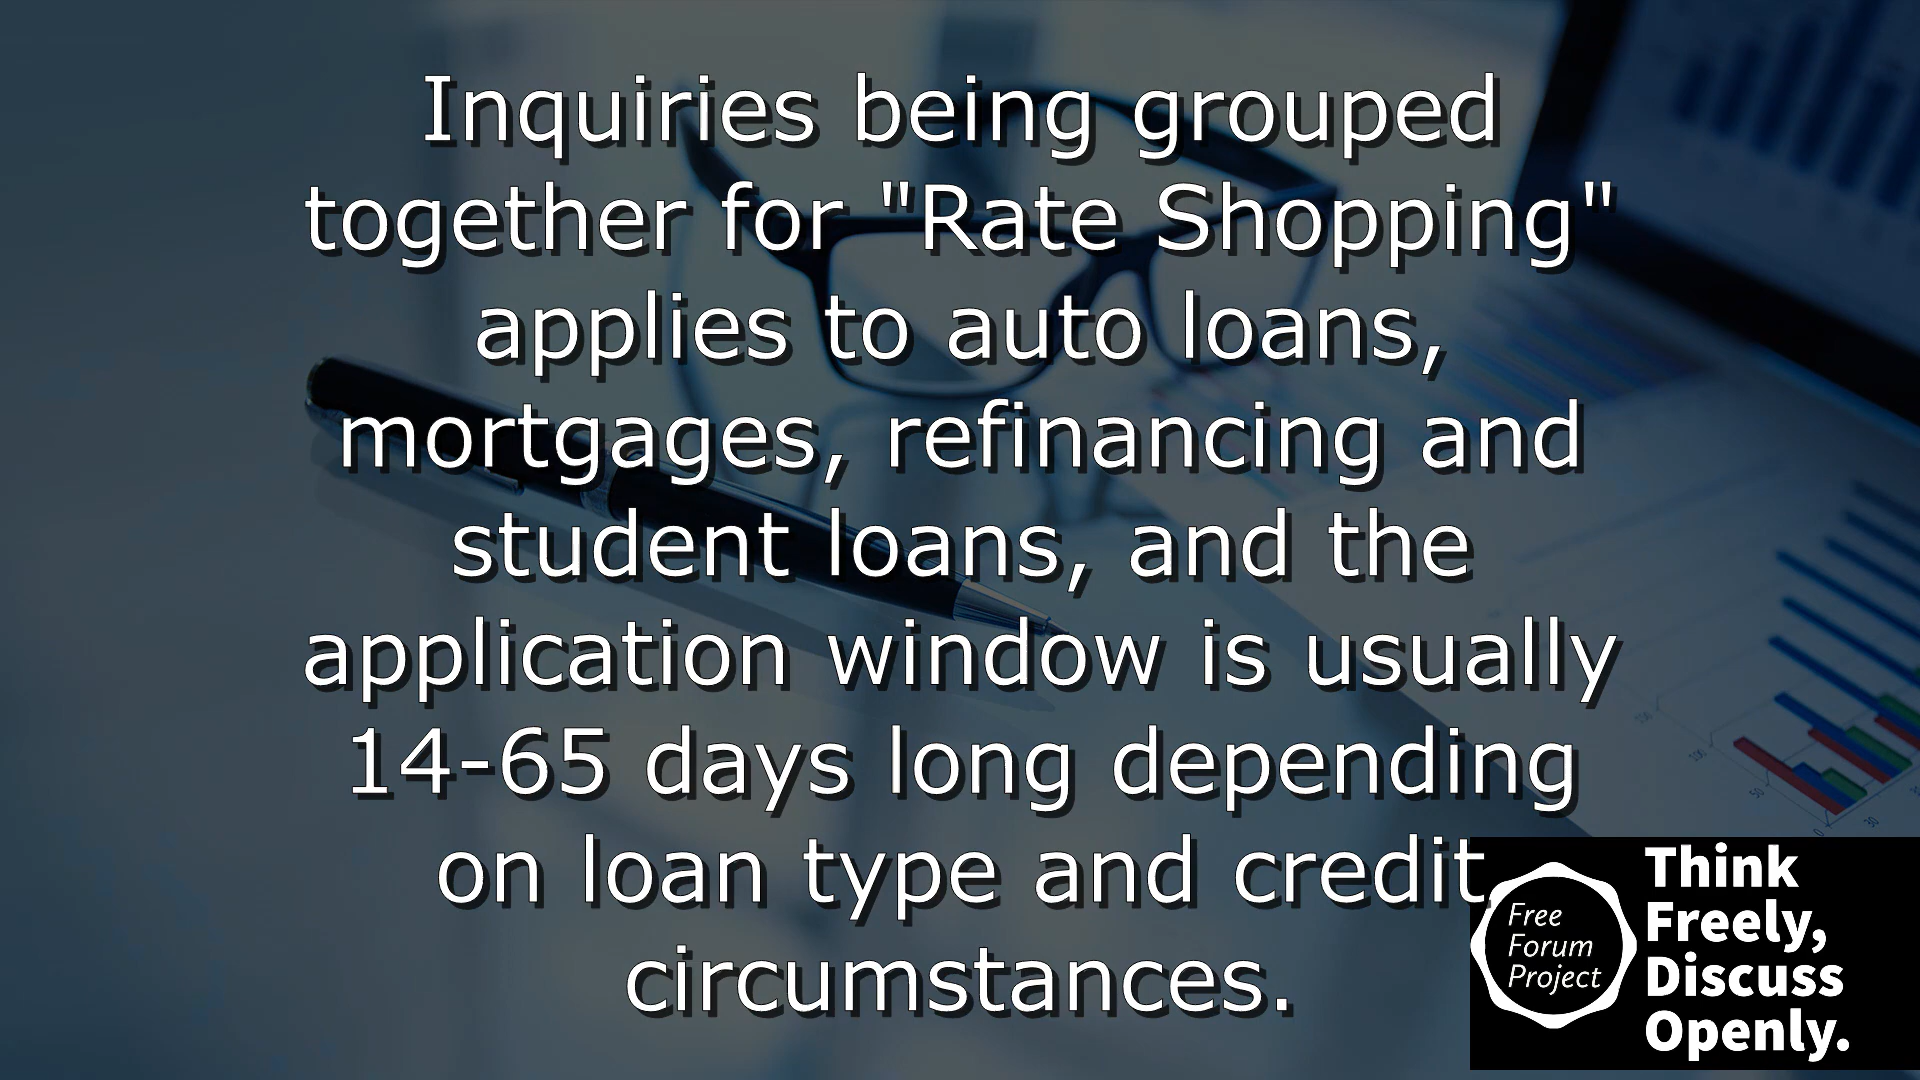 Inquiries being grouped
together for "Rate Shopping"
applies to auto loans,
mortgages, refinancing and
student loans, and the
application window is usually
14-65 days long depending
on loan type and credit,
circumstances.
Free
Forum
Project
Think
Freely,
Discuss
Openly.